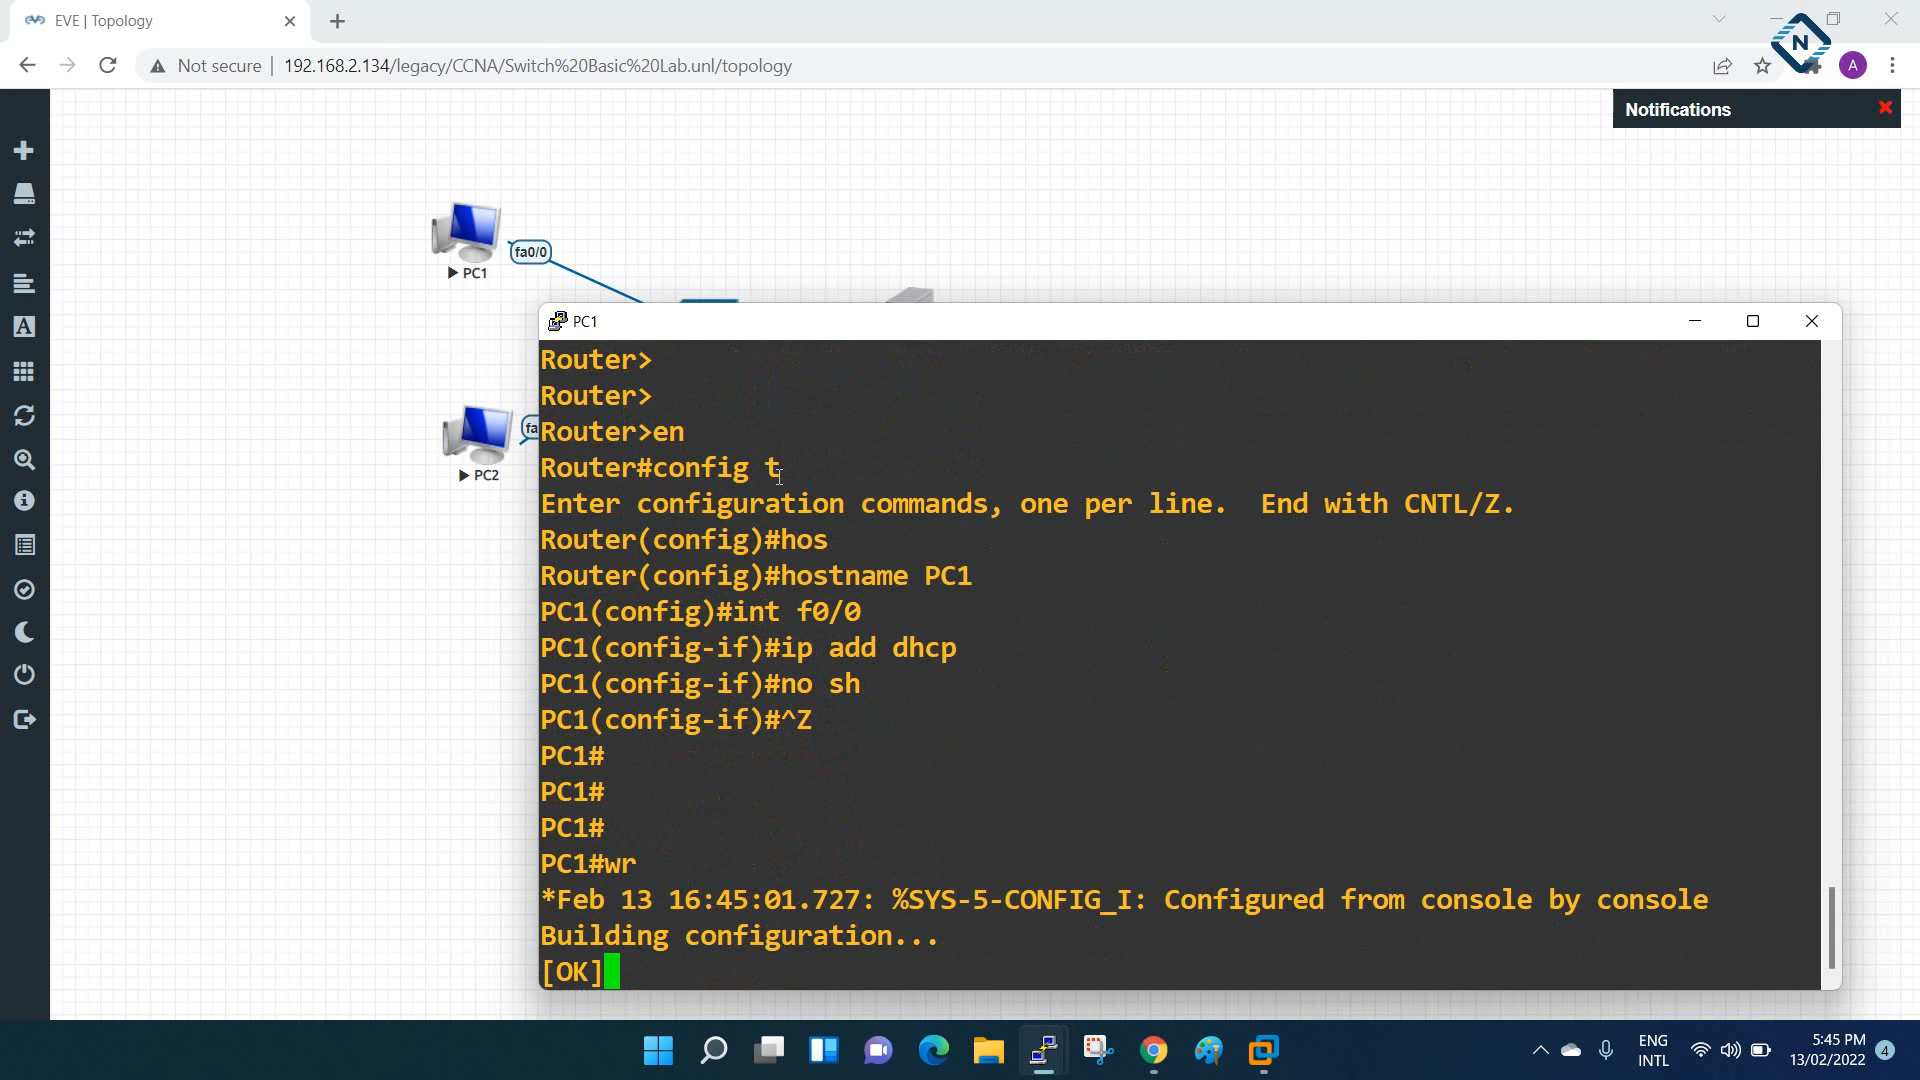 EVE | Topology
Not secure
192.168.2.134/legacy/CCNA/Switch%20Basic%20Lab.unl/topology
N
A
Notifications
fa0/0
PC1
fa
PC2
PC1
Router>
Router>
Router>en
Router#config t
Enter configuration commands, one per line.  End with CNTL/Z.
Router(config)#hos
Router(config)#hostname PC1
PC1(config)#int f0/0
PC1(config-if)#ip add dhcp
PC1(config-if)#no sh
PC1(config-if)#^Z
PC1#
PC1#
PC1#
PC1#wr
*Feb 13 16:45:01.727: %SYS-5-CONFIG_I: Configured from console by console
Building configuration...
[OK]
ENG
INTL
5:45 PM
13/02/2022
4